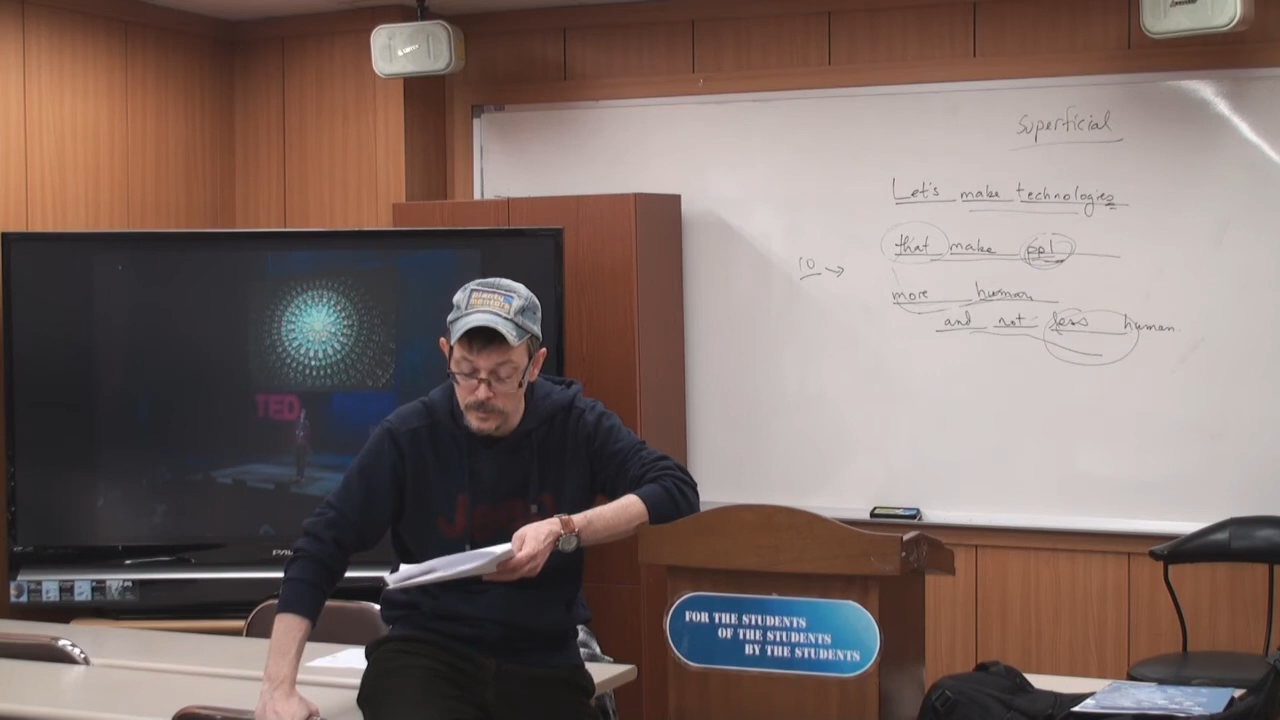 superficial
Let's make technologies
that make ppl
10 → more human
and not less human.
TED
planty
FOR THE STUDENTS
OF THE STUDENTS
BY THE STUDENTS